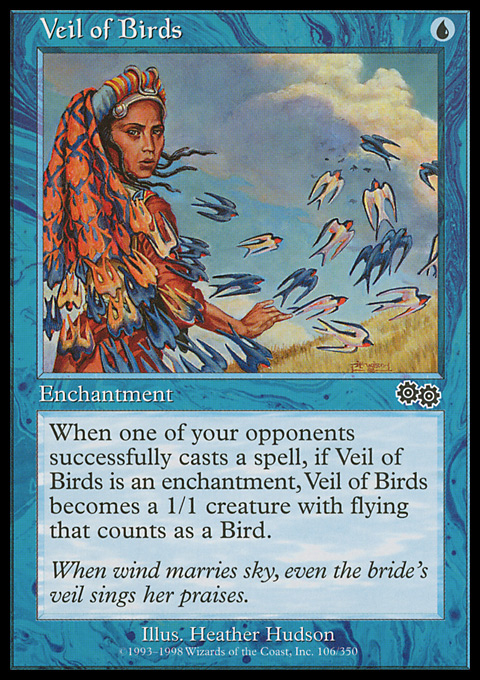 Veil of Birds
Enchantment
When one of your opponents
successfully casts a spell, if Veil of
Birds is an enchantment, Veil of Birds
becomes a 1/1 creature with flying
that counts as a Bird.
When wind marries sky, even the bride's
veil sings her praises.
Illus. Heather Hudson
© 1993–1998 Wizards of the Coast, Inc. 106/350